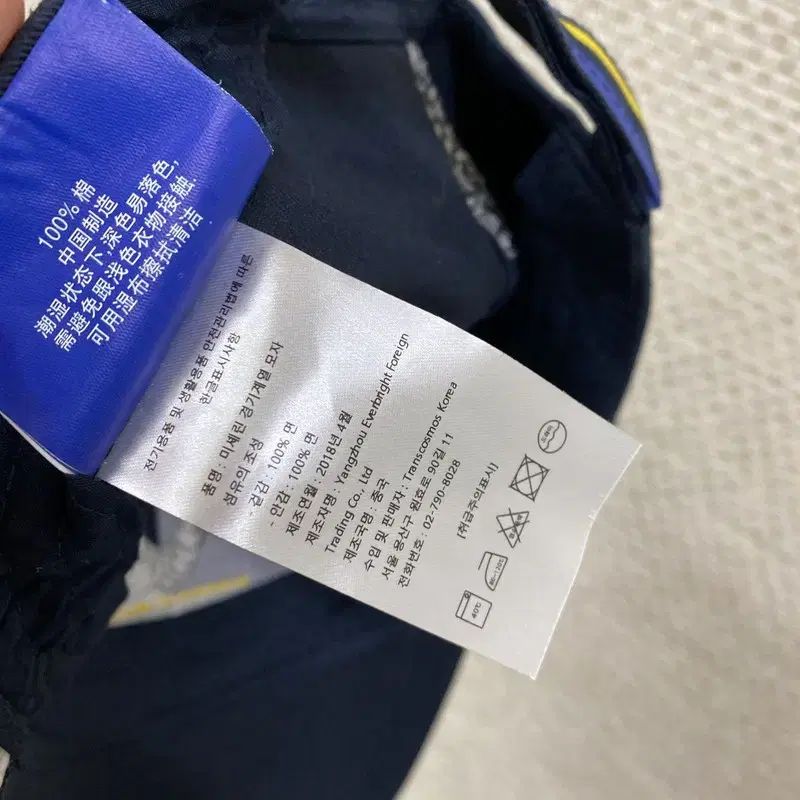 100% 棉
中国制造
潮湿状态下,深色易落色,
需避免跟浅色衣物接触
可用湿布擦拭清洁
전기용품 및 생활용품 안전관리법에 따른
한글표시사항
품명 : 미세린 경기계열 모자
섬유의 조성
- 겉감 : 100% 면
- 안감 : 100% 면
제조연월 : 2018년 4월
제조자명 : Yangzhou Everbright Foreign
Trading Co., Ltd
제조국명 : 중국
수입 및 판매자 : Transcosmos Korea
서울 용산구 원효로 90길 11
전화번호 : 02-790-8028
[취급주의표시]
40℃